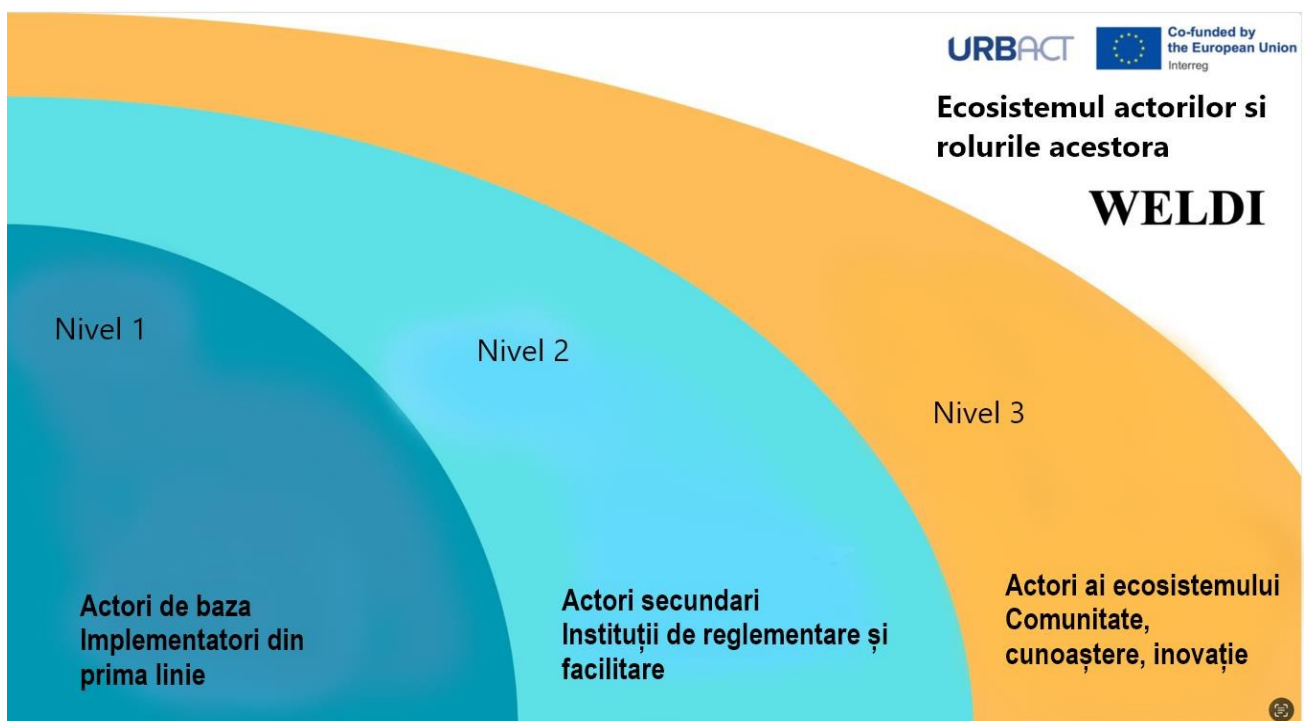 URBACT
Co-funded by
the European Union
Interreg
Ecosistemul actorilor si
rolurile acestora
WELDI
Nivel 1
Nivel 2
Nivel 3
Actori de baza
Implementatori din
prima linie
Actori secundari
Instituții de reglementare și
facilitare
Actori ai ecosistemului
Comunitate,
cunoaștere, inovație